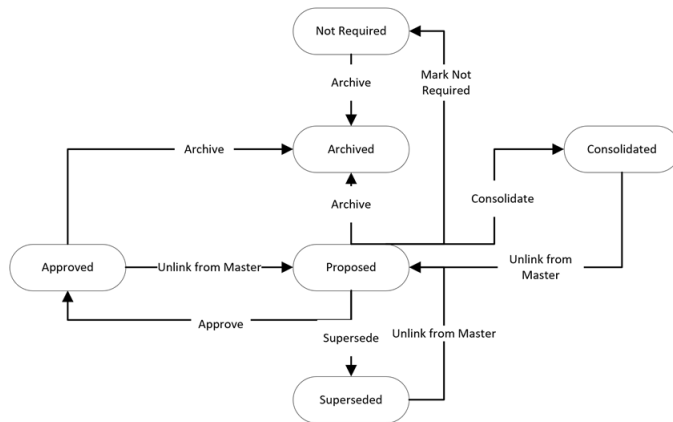 Not Required
Archive
Mark Not
Required
Archive
Archived
Consolidated
Archive
Consolidate
Approved
Unlink from Master
Proposed
Unlink from
Master
Approve
Supersede
Unlink from Master
Superseded